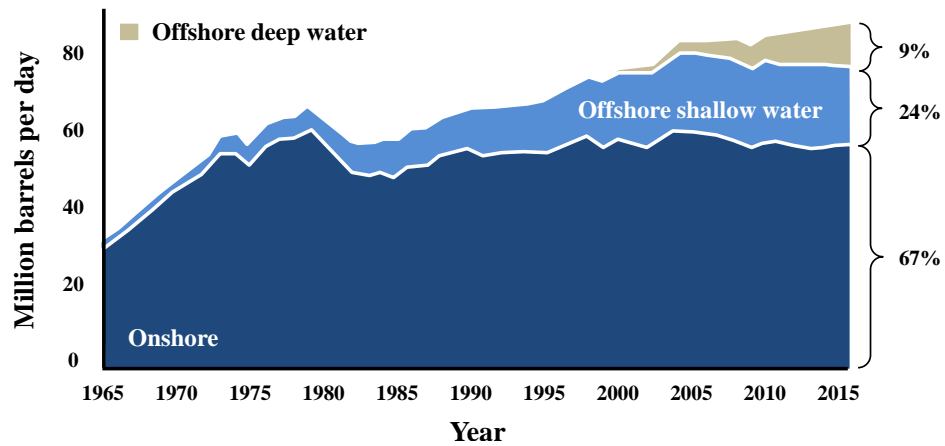 Million barrels per day
80
60
40
20
0
Offshore deep water
Offshore shallow water
Onshore
9%
24%
67%
1965 1970 1975 1980 1985 1990 1995 2000 2005 2010 2015
Year